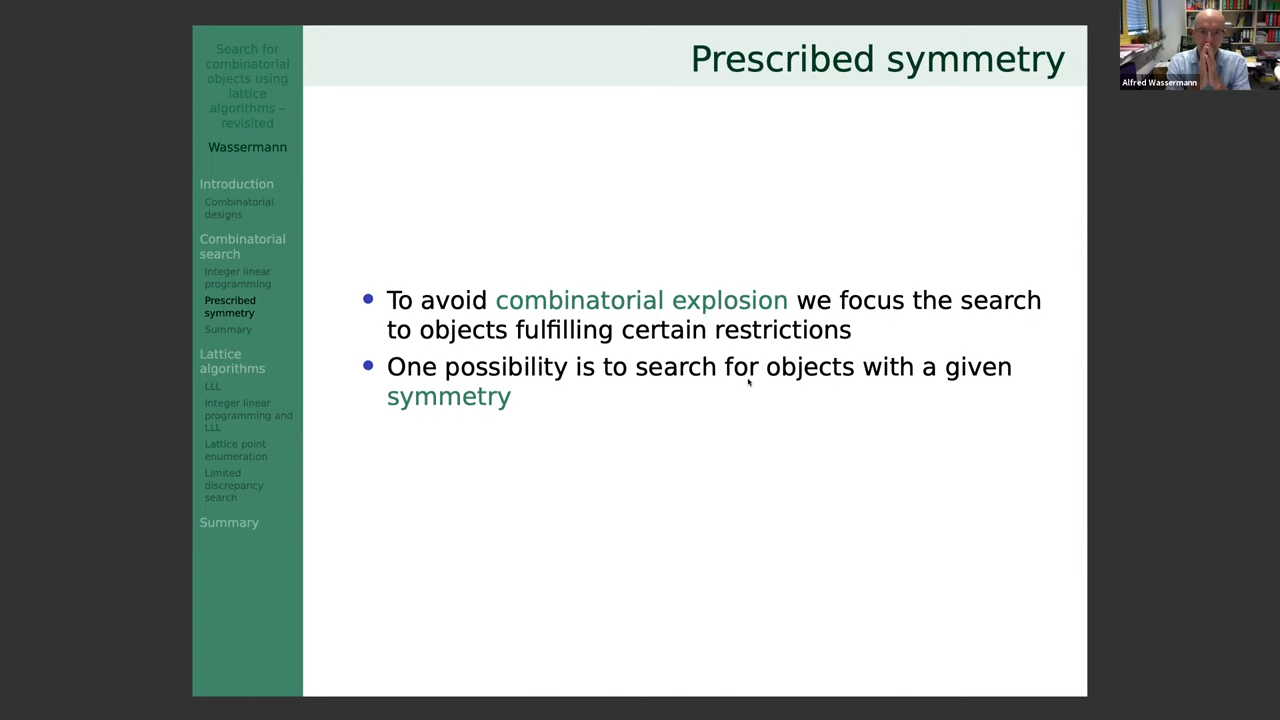 Search for
combinatorial
objects using
lattice
algorithms –
revisited
Wassermann
Introduction
Combinatorial
designs
Combinatorial
search
Integer linear
programming
Prescribed
symmetry
Summary
Lattice
algorithms
LLL
Integer linear
programming and
LLL
Lattice point
enumeration
Limited
discrepancy
search
Summary
Prescribed symmetry
• To avoid combinatorial explosion we focus the search
to objects fulfilling certain restrictions
• One possibility is to search for objects with a given
symmetry
Alfred Wassermann